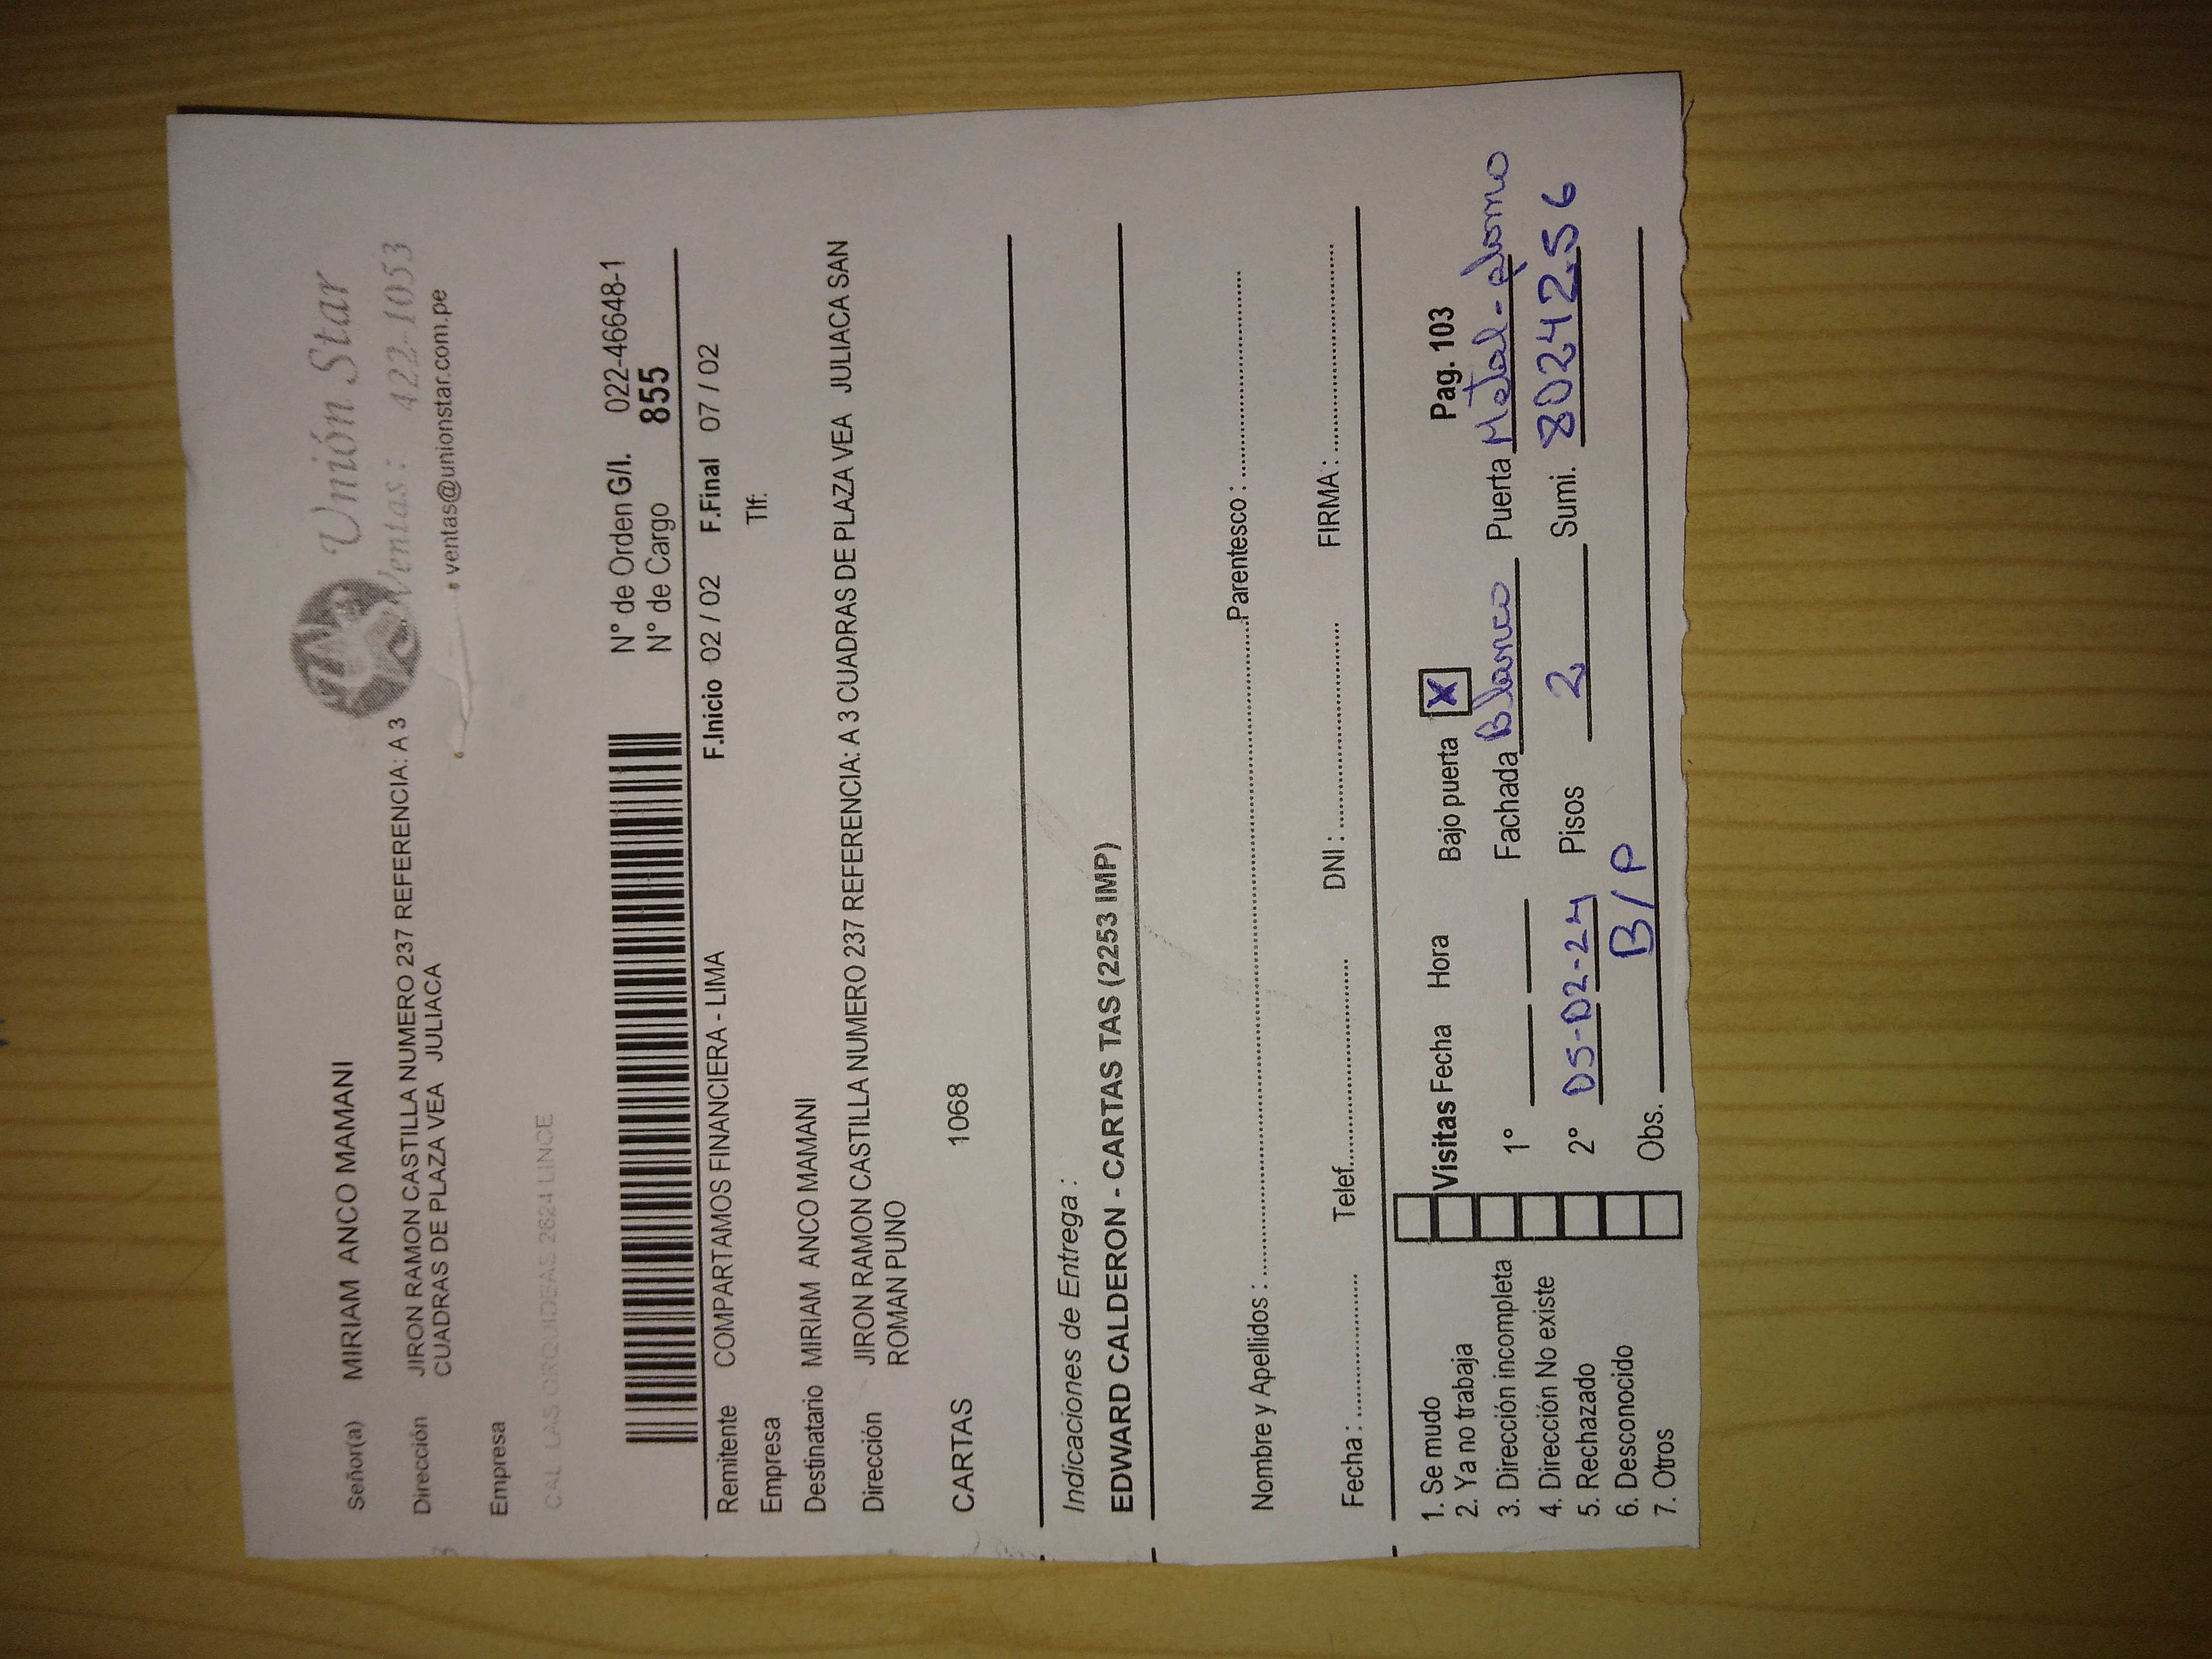 Unión Star
Ventas : 422-1053
ventas@unionstar.com.pe
Señor(a) MIRIAM ANCO MAMANI
Dirección JIRON RAMON CASTILLA NUMERO 237 REFERENCIA: A 3
CUADRAS DE PLAZA VEA JULIACA
Empresa
CAL LAS ORQUIDEAS 2624 LINCE
N° de Orden G/I. 022-46648-1
N° de Cargo 855
Remitente COMPARTAMOS FINANCIERA - LIMA F.Inicio 02 / 02 F.Final 07 / 02
Empresa Tlf:
Destinatario MIRIAM ANCO MAMANI
Dirección JIRON RAMON CASTILLA NUMERO 237 REFERENCIA: A 3 CUADRAS DE PLAZA VEA JULIACA SAN
ROMAN PUNO
CARTAS 1068
Indicaciones de Entrega :
EDWARD CALDERON - CARTAS TAS (2253 IMP)
Nombre y Apellidos : Parentesco :
Fecha : Telef. DNI : FIRMA :
1. Se mudo
2. Ya no trabaja
3. Dirección incompleta
4. Dirección No existe
5. Rechazado
6. Desconocido
7. Otros
Visitas Fecha Hora Bajo puerta X Pag. 103
1° Fachada Blanco Puerta Metal-plomo
2° 05-02-24 Pisos 2 Sumi. 8024256
Obs. B/P